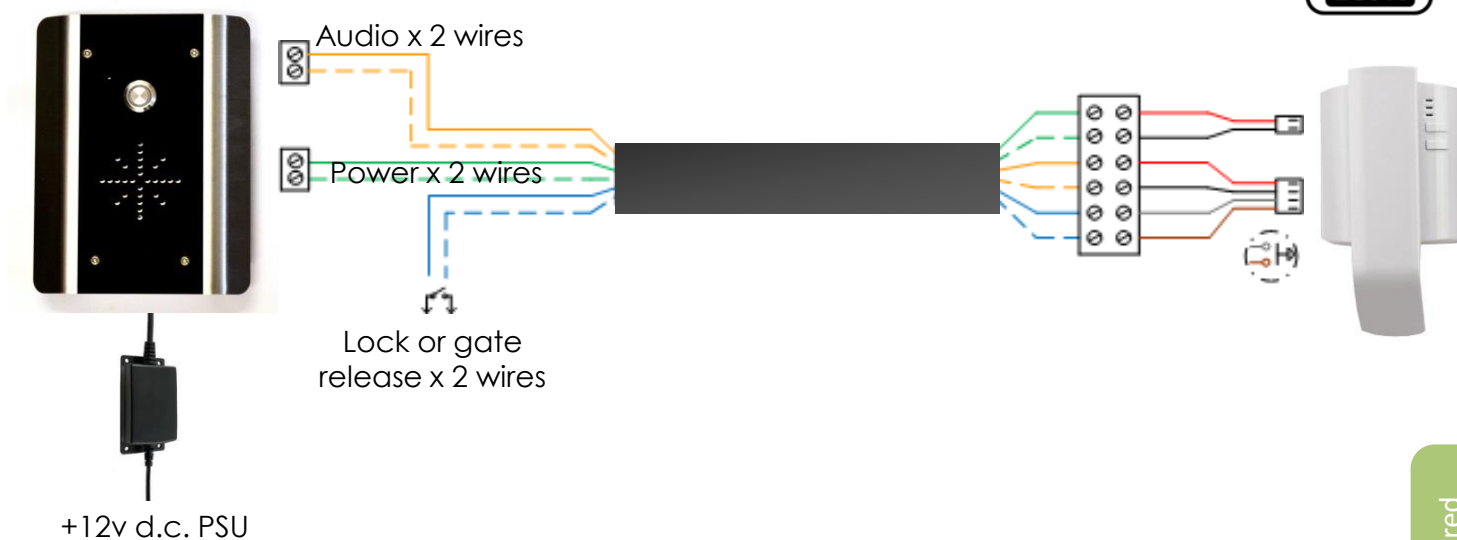 Audio x 2 wires
Power x 2 wires
Lock or gate
release x 2 wires
+12v d.c. PSU
red